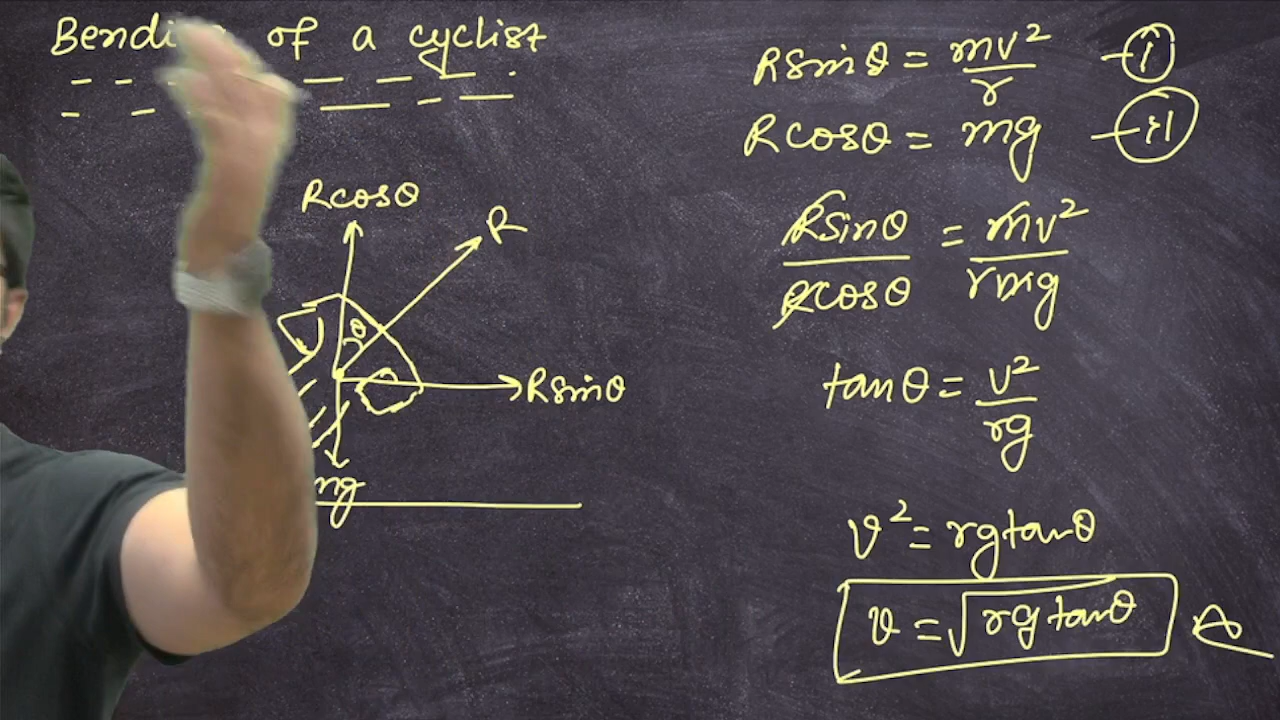 Bending of a cyclist
Rcosθ
R
θ
Rsinθ
mg
Rsinθ = mv²/r —(i)
Rcosθ = mg —(ii)
Rsinθ/Rcosθ = mv²/rmg
tanθ = v²/rg
v² = rgtanθ
v = √rgtanθ